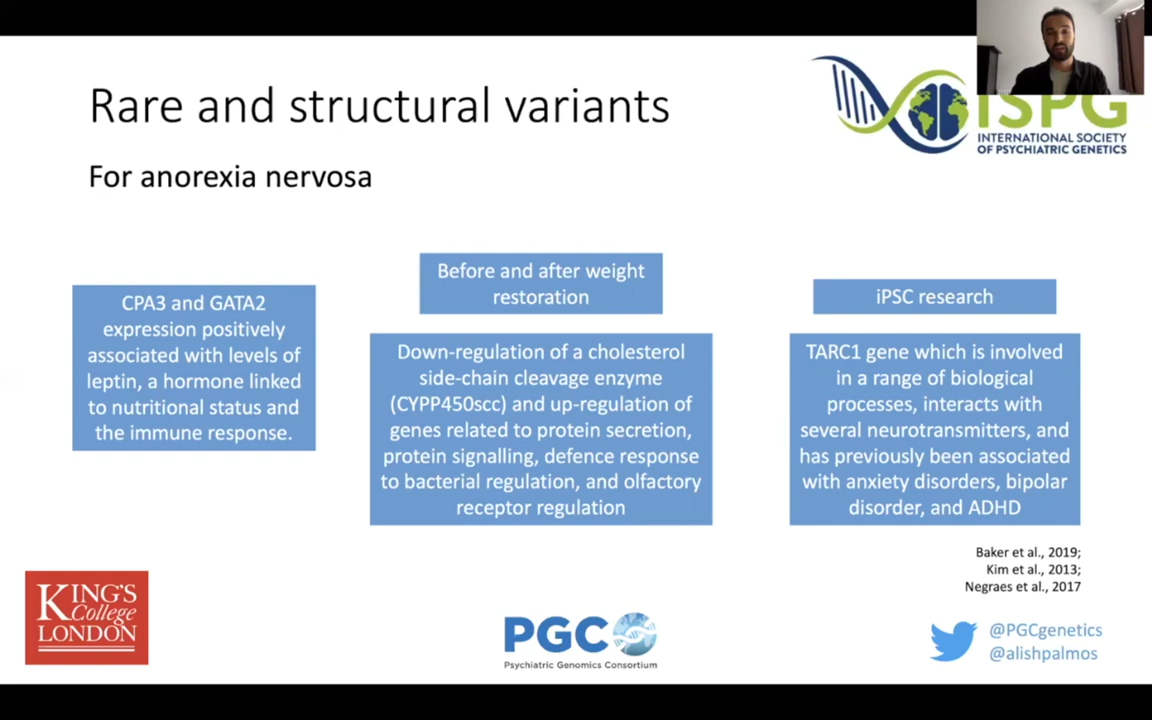 Rare and structural variants
For anorexia nervosa
ISPG
INTERNATIONAL SOCIETY
OF PSYCHIATRIC GENETICS
CPA3 and GATA2
expression positively
associated with levels of
leptin, a hormone linked
to nutritional status and
the immune response.
Before and after weight
restoration
Down-regulation of a cholesterol
side-chain cleavage enzyme
(CYPP450scc) and up-regulation of
genes related to protein secretion,
protein signalling, defence response
to bacterial regulation, and olfactory
receptor regulation
iPSC research
TARC1 gene which is involved
in a range of biological
processes, interacts with
several neurotransmitters, and
has previously been associated
with anxiety disorders, bipolar
disorder, and ADHD
Baker et al., 2019;
Kim et al., 2013;
Negraes et al., 2017
KING'S
College
LONDON
PGC
Psychiatric Genomics Consortium
@PGCgenetics
@alishpalmos